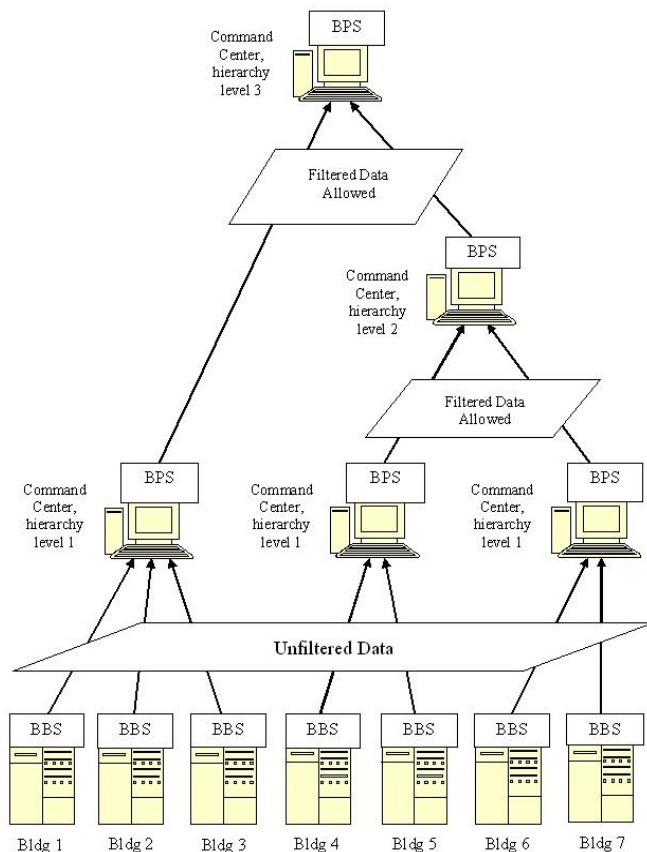 BPS
Command
Center,
hierarchy
level 3
Filtered Data
Allowed
BPS
Command
Center,
hierarchy
level 2
Filtered Data
Allowed
BPS
Command
Center,
hierarchy
level 1
BPS
Command
Center,
hierarchy
level 1
BPS
Command
Center,
hierarchy
level 1
Unfiltered Data
BBS
BBS
BBS
BBS
BBS
BBS
BBS
Bldg 1
Bldg 2
Bldg 3
Bldg 4
Bldg 5
Bldg 6
Bldg 7